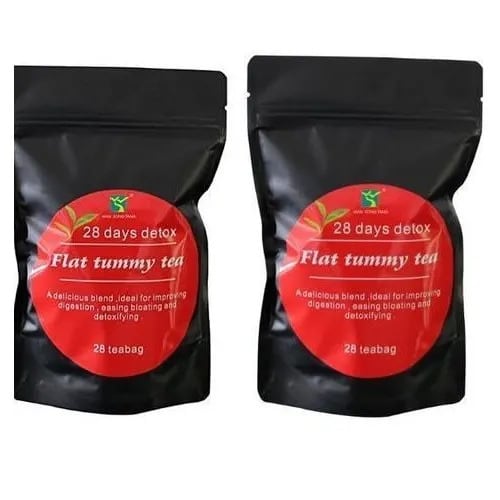 28 days detox
Flat tummy tea
A delicious blend ,ideal for improving
digestion , easing bloating and
detoxifying .
28 teabag
28 days detox
Flat tummy tea
A delicious blend ,ideal for improving
digestion , easing bloating and
detoxifying .
28 teabag